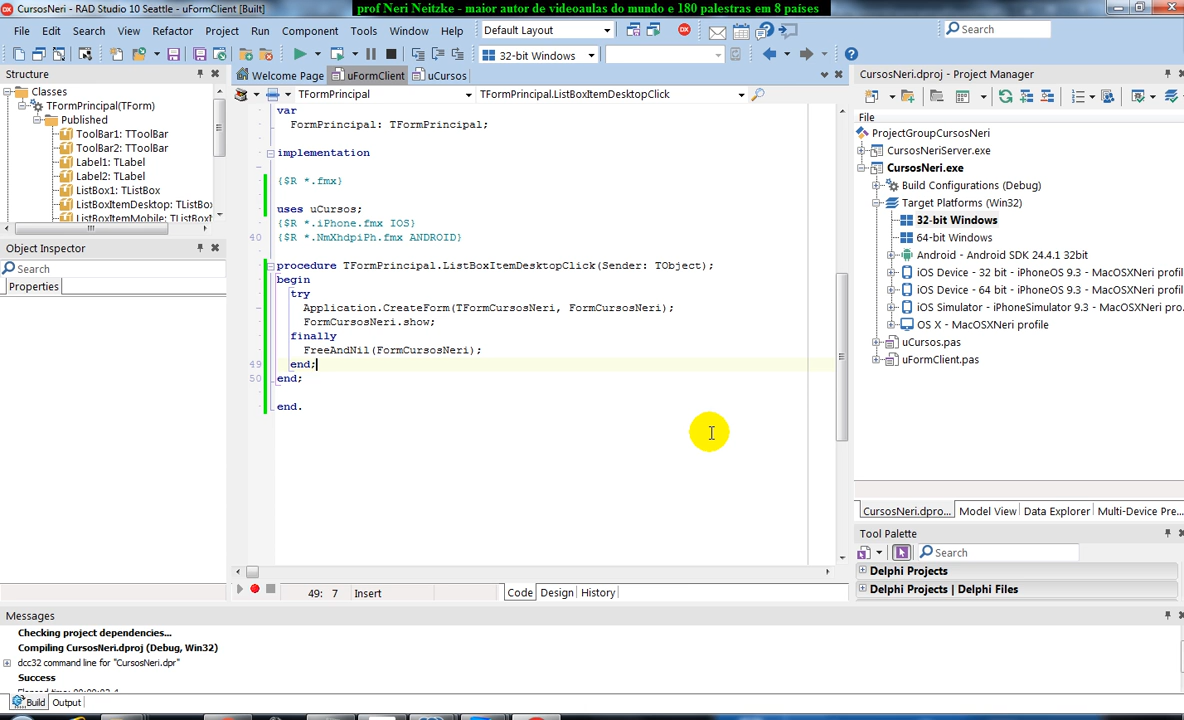 CursosNeri - RAD Studio 10 Seattle - uFormClient [Built]
prof Neri Neitzke - maior autor de videoaulas do mundo e 180 palestras em 8 países
File Edit Search View Refactor Project Run Component Tools Window Help
Default Layout
Search
32-bit Windows
Structure
Classes
TFormPrincipal(TForm)
Published
ToolBar1: TToolBar
ToolBar2: TToolBar
Label1: TLabel
Label2: TLabel
ListBox1: TListBox
ListBoxItemDesktop: TListBox
ListBoxItemMobile: TListBox
Object Inspector
Search
Properties
Welcome Page uFormClient uCursos
TFormPrincipal TFormPrincipal.ListBoxItemDesktopClick
var
FormPrincipal: TFormPrincipal;
implementation
{$R *.fmx}
uses uCursos;
{$R *.iPhone.fmx IOS}
40 {$R *.NmXhdpiPh.fmx ANDROID}
procedure TFormPrincipal.ListBoxItemDesktopClick(Sender: TObject);
begin
try
Application.CreateForm(TFormCursosNeri, FormCursosNeri);
FormCursosNeri.show;
finally
FreeAndNil(FormCursosNeri);
49 end;
50 end;
end.
49: 7 Insert
Code Design History
CursosNeri.dproj - Project Manager
File
ProjectGroupCursosNeri
CursosNeriServer.exe
CursosNeri.exe
Build Configurations (Debug)
Target Platforms (Win32)
32-bit Windows
64-bit Windows
Android - Android SDK 24.4.1 32bit
iOS Device - 32 bit - iPhoneOS 9.3 - MacOSXNeri profil
iOS Device - 64 bit - iPhoneOS 9.3 - MacOSXNeri profil
iOS Simulator - iPhoneSimulator 9.3 - MacOSXNeri pro.
OS X - MacOSXNeri profile
uCursos.pas
uFormClient.pas
CursosNeri.dpro... Model View Data Explorer Multi-Device Pre...
Tool Palette
Search
Delphi Projects
Delphi Projects | Delphi Files
Messages
Checking project dependencies...
Compiling CursosNeri.dproj (Debug, Win32)
dcc32 command line for "CursosNeri.dpr"
Success
Build Output